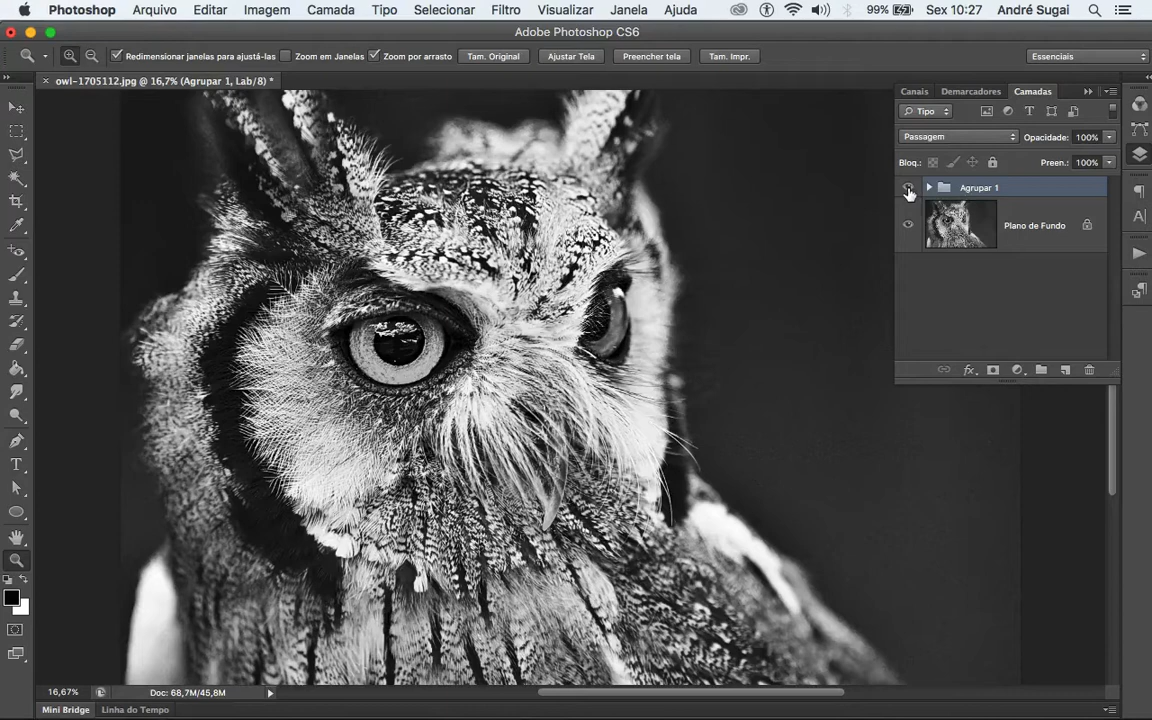 Photoshop Arquivo Editar Imagem Camada Tipo Selecionar Filtro Visualizar Janela Ajuda 99% Sex 10:27 André Sugai
Adobe Photoshop CS6
Redimensionar janelas para ajustá-las Zoom em Janelas Zoom por arrasto Tam. Original Ajustar Tela Preencher tela Tam. Impr. Essenciais
owl-1705112.jpg @ 16,7% (Agrupar 1, Lab/8) *
Canais Demarcadores Camadas
Tipo
Passagem Opacidade: 100%
Bloq.: Preen.: 100%
Agrupar 1
Plano de Fundo
16,67% Doc: 68,7M/45,8M
Mini Bridge Linha do Tempo